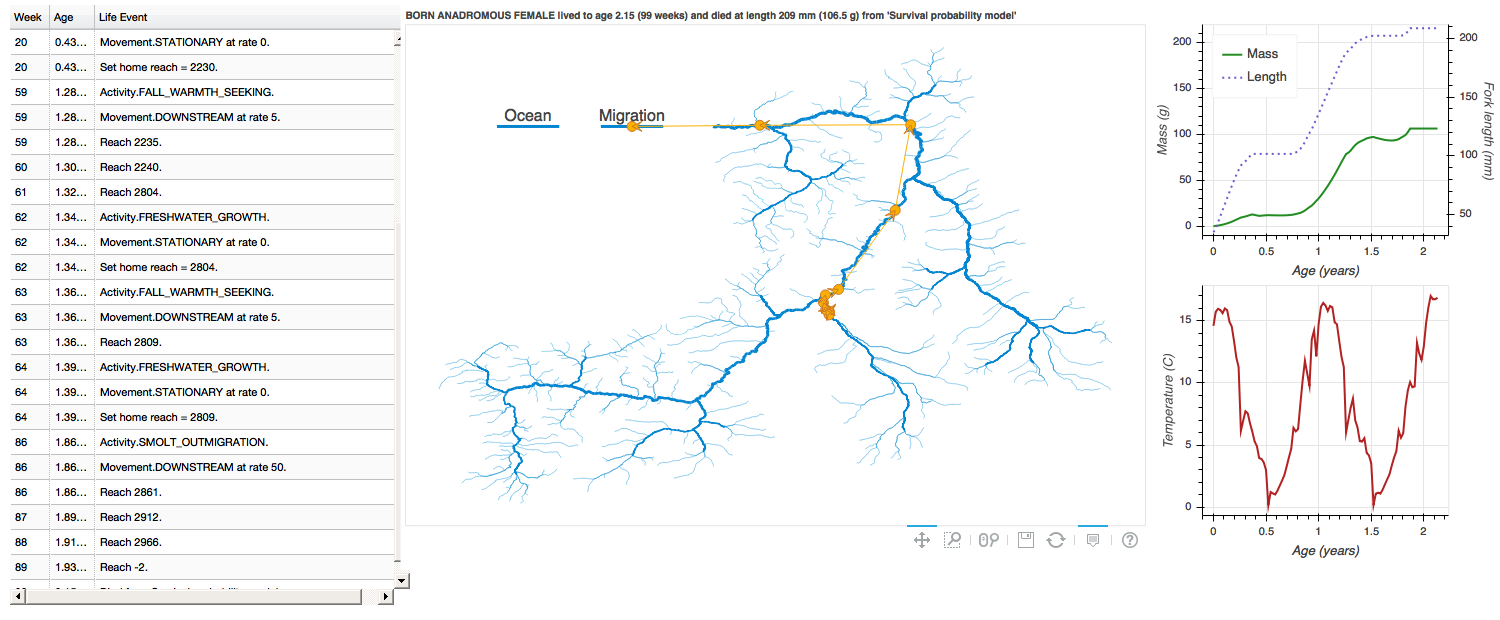 Week Age Life Event
20 0.43... Movement.STATIONARY at rate 0.
20 0.43... Set home reach = 2230.
59 1.28... Activity.FALL_WARMTH_SEEKING.
59 1.28... Movement.DOWNSTREAM at rate 5.
59 1.28... Reach 2235.
60 1.30... Reach 2240.
61 1.32... Reach 2804.
62 1.34... Activity.FRESHWATER_GROWTH.
62 1.34... Movement.STATIONARY at rate 0.
62 1.34... Set home reach = 2804.
63 1.36... Activity.FALL_WARMTH_SEEKING.
63 1.36... Movement.DOWNSTREAM at rate 5.
63 1.36... Reach 2809.
64 1.39... Activity.FRESHWATER_GROWTH.
64 1.39... Movement.STATIONARY at rate 0.
64 1.39... Set home reach = 2809.
86 1.86... Activity.SMOLT_OUTMIGRATION.
86 1.86... Movement.DOWNSTREAM at rate 50.
86 1.86... Reach 2861.
87 1.89... Reach 2912.
88 1.91... Reach 2966.
89 1.93... Reach -2.
BORN ANADROMOUS FEMALE lived to age 2.15 (99 weeks) and died at length 209 mm (106.5 g) from 'Survival probability model'
Ocean Migration
Mass (g)
200
150
100
50
0
Mass
Length
200
150
100
50
Fork length (mm)
0 0.5 1 1.5 2
Age (years)
Temperature (C)
15
10
5
0
0 0.5 1 1.5 2
Age (years)